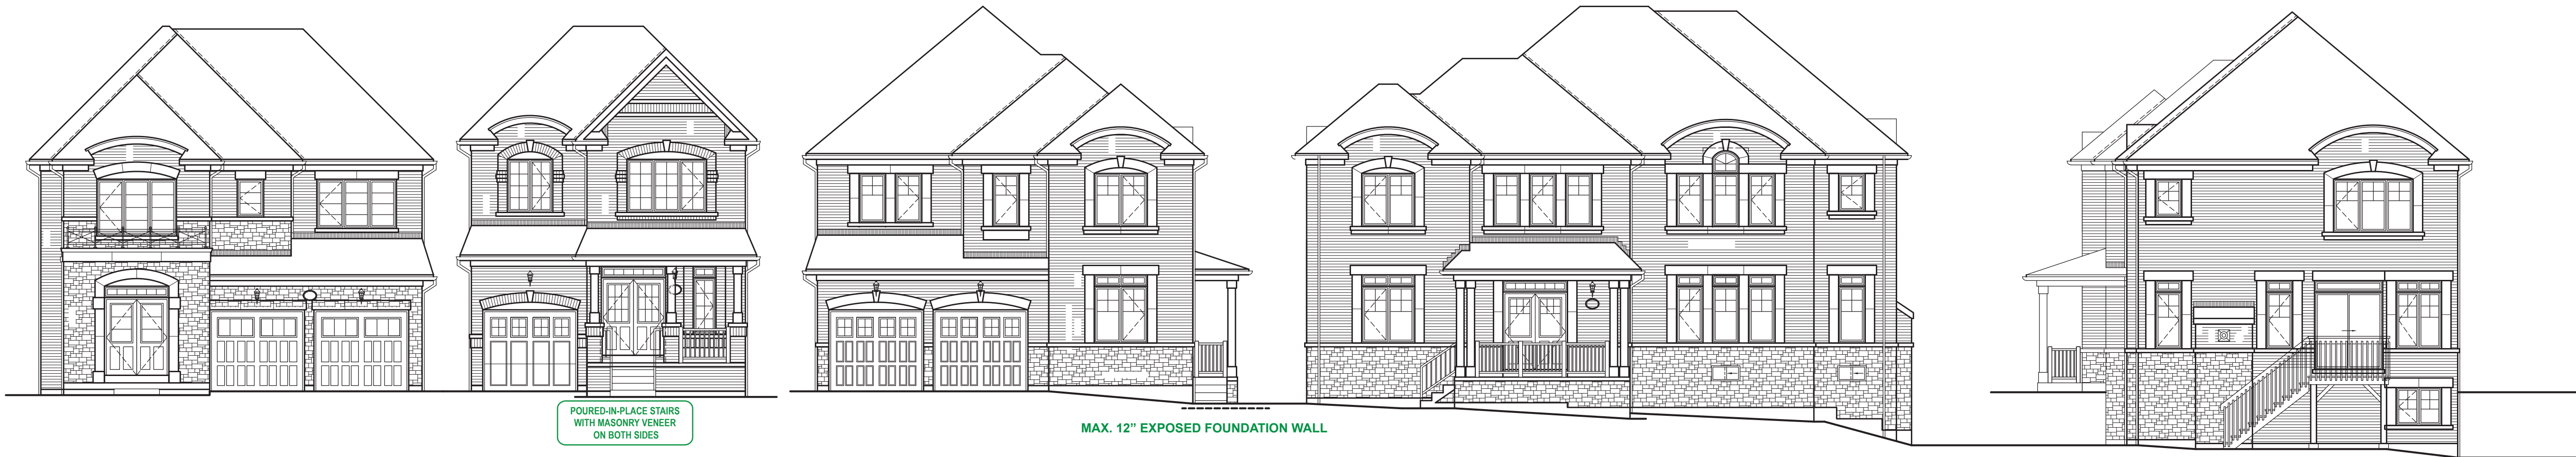 POURED-IN-PLACE STAIRS
WITH MASONRY VENEER
ON BOTH SIDES
MAX. 12” EXPOSED FOUNDATION WALL